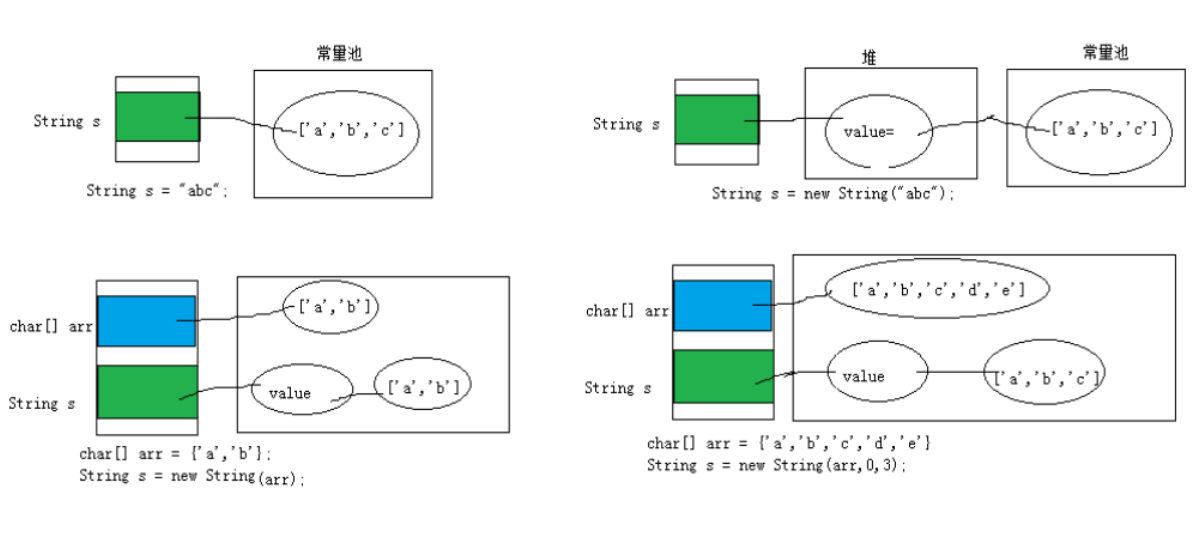 常量池
String s
['a','b','c']
String s = "abc";
堆
常量池
String s
value=
['a','b','c']
String s = new String("abc");
char[] arr
['a','b']
String s
value
['a','b']
char[] arr = {'a','b'};
String s = new String(arr);
char[] arr
['a','b','c','d','e']
String s
value
['a','b','c']
char[] arr = {'a','b','c','d','e'}
String s = new String(arr,0,3);